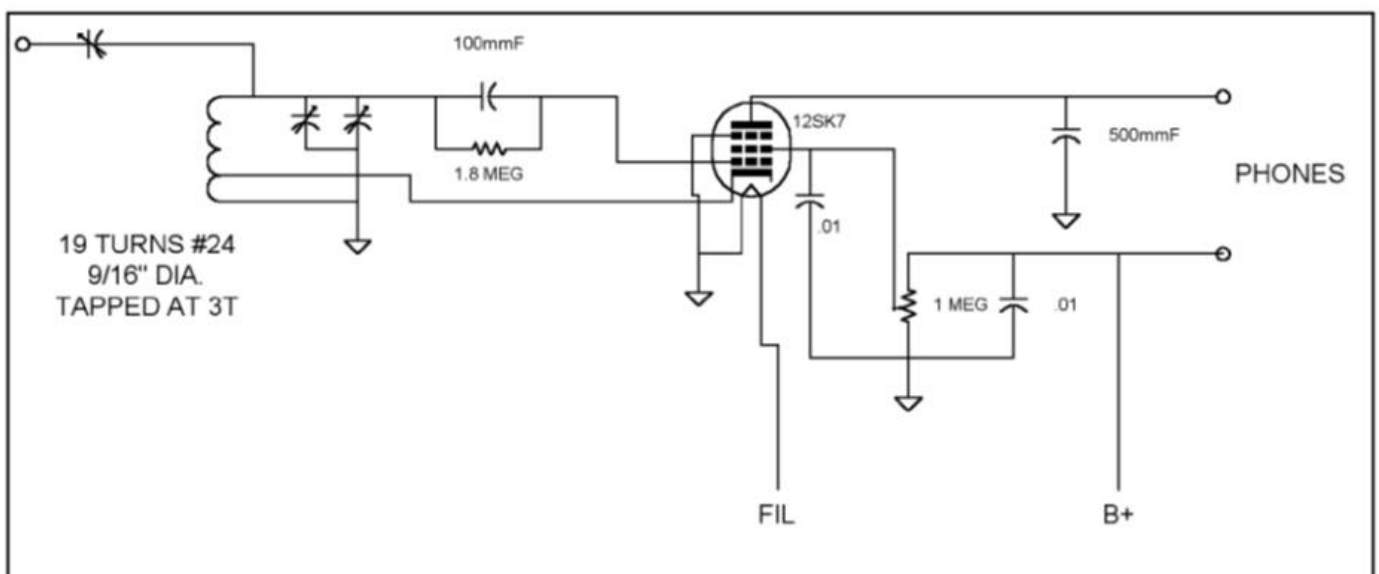 100mmF
12SK7
500mmF
1.8 MEG
PHONES
.01
19 TURNS #24
9/16" DIA.
TAPPED AT 3T
1 MEG
.01
FIL
B+